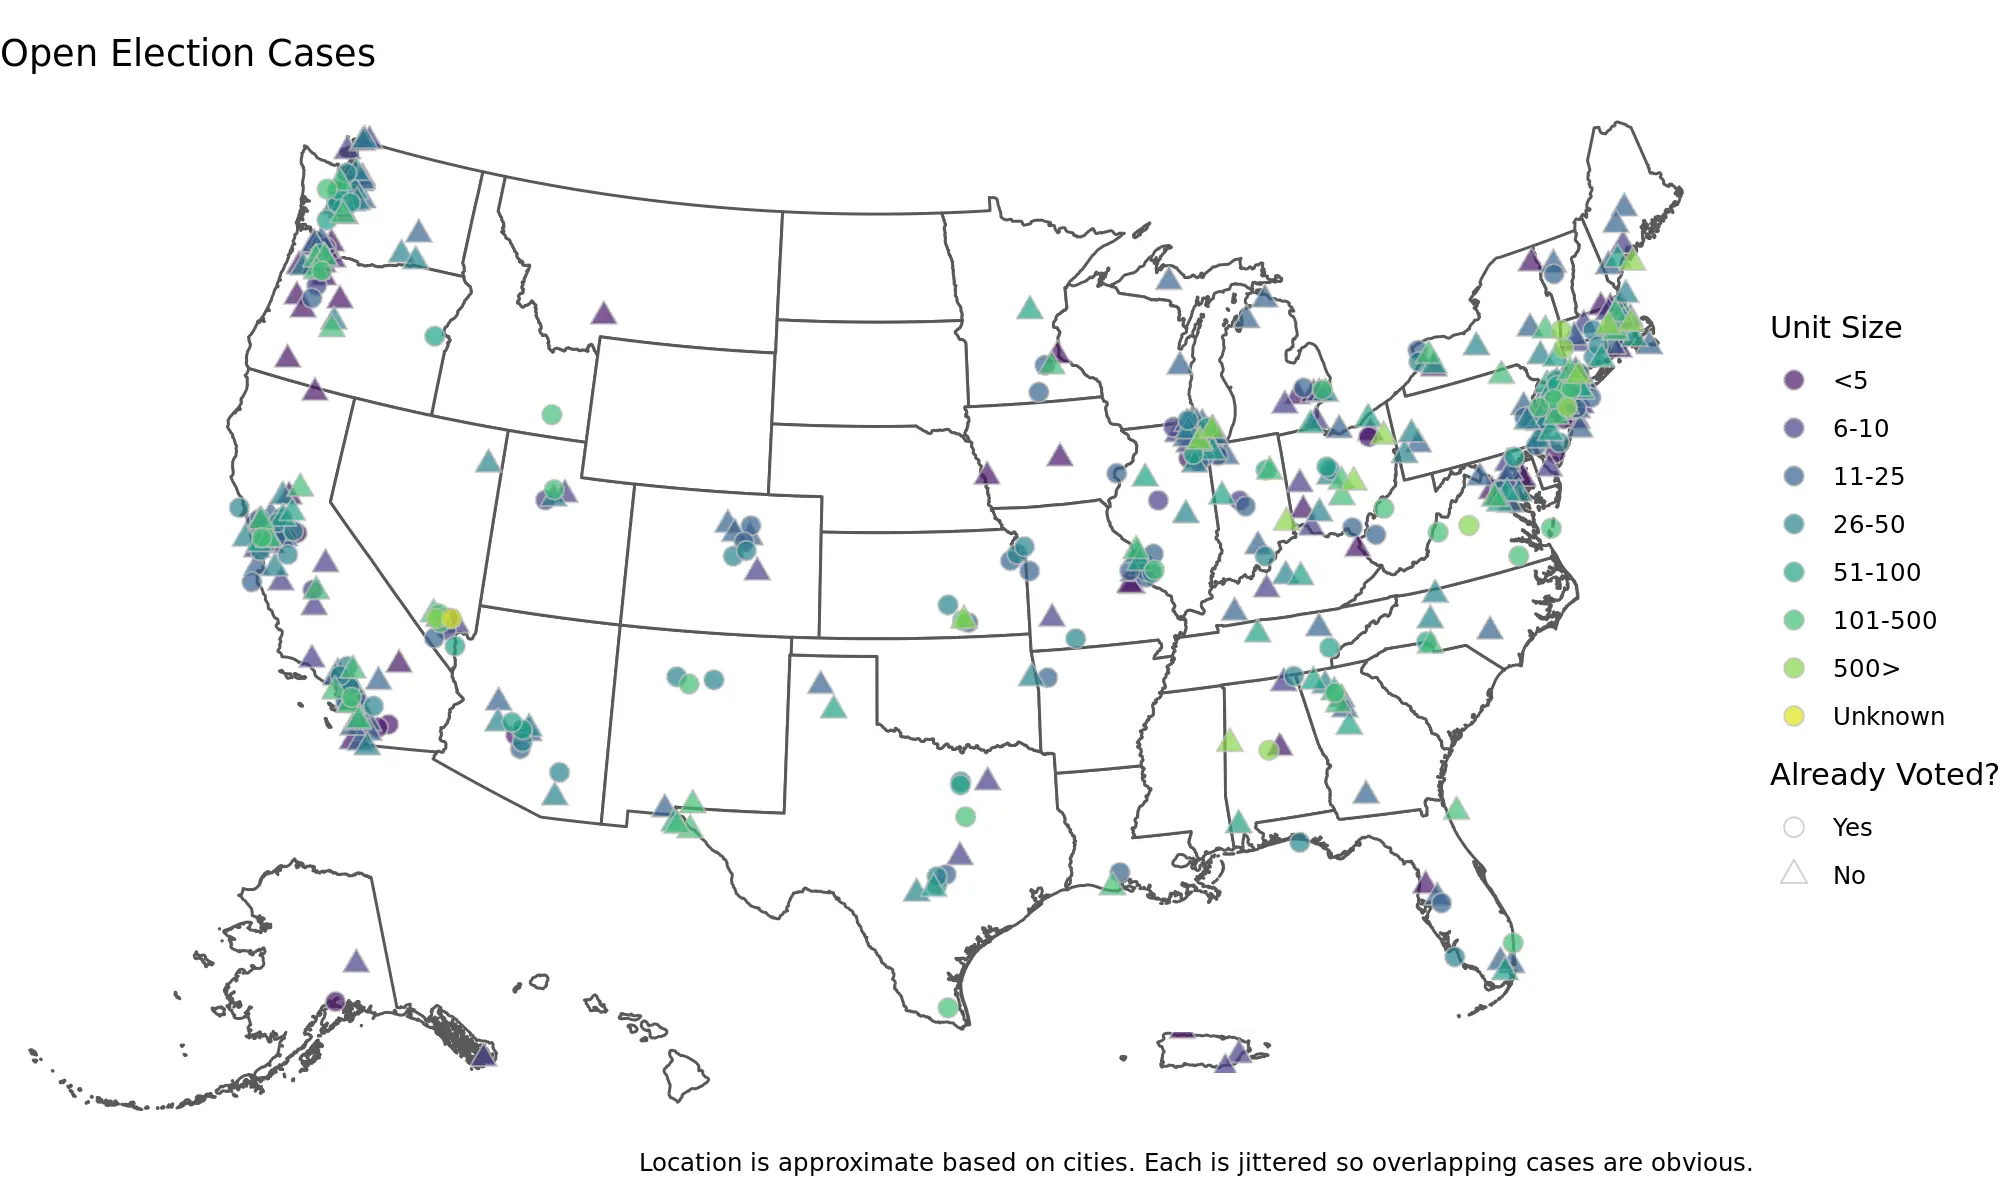 Open Election Cases
Unit Size
<5
6-10
11-25
26-50
51-100
101-500
500>
Unknown
Already Voted?
Yes
No
Location is approximate based on cities. Each is jittered so overlapping cases are obvious.